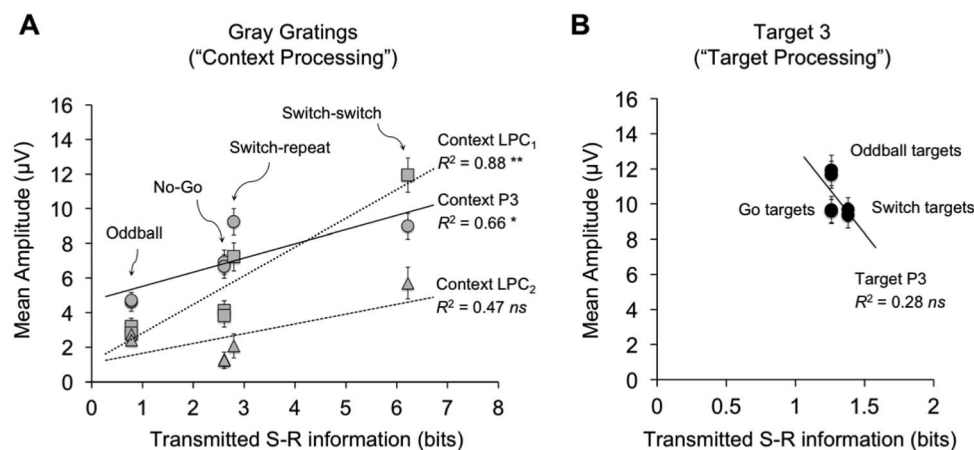 A
Gray Gratings
(“Context Processing”)
Mean Amplitude (µV)
16
14
12
10
8
6
4
2
0
0 1 2 3 4 5 6 7 8
Transmitted S-R information (bits)
Oddball
No-Go
Switch-repeat
Switch-switch
Context LPC₁
R² = 0.88 **
Context P3
R² = 0.66 *
Context LPC₂
R² = 0.47 ns
B
Target 3
(“Target Processing”)
Mean Amplitude (µV)
16
14
12
10
8
6
4
2
0
0 0.5 1 1.5 2
Transmitted S-R information (bits)
Oddball targets
Go targets
Switch targets
Target P3
R² = 0.28 ns